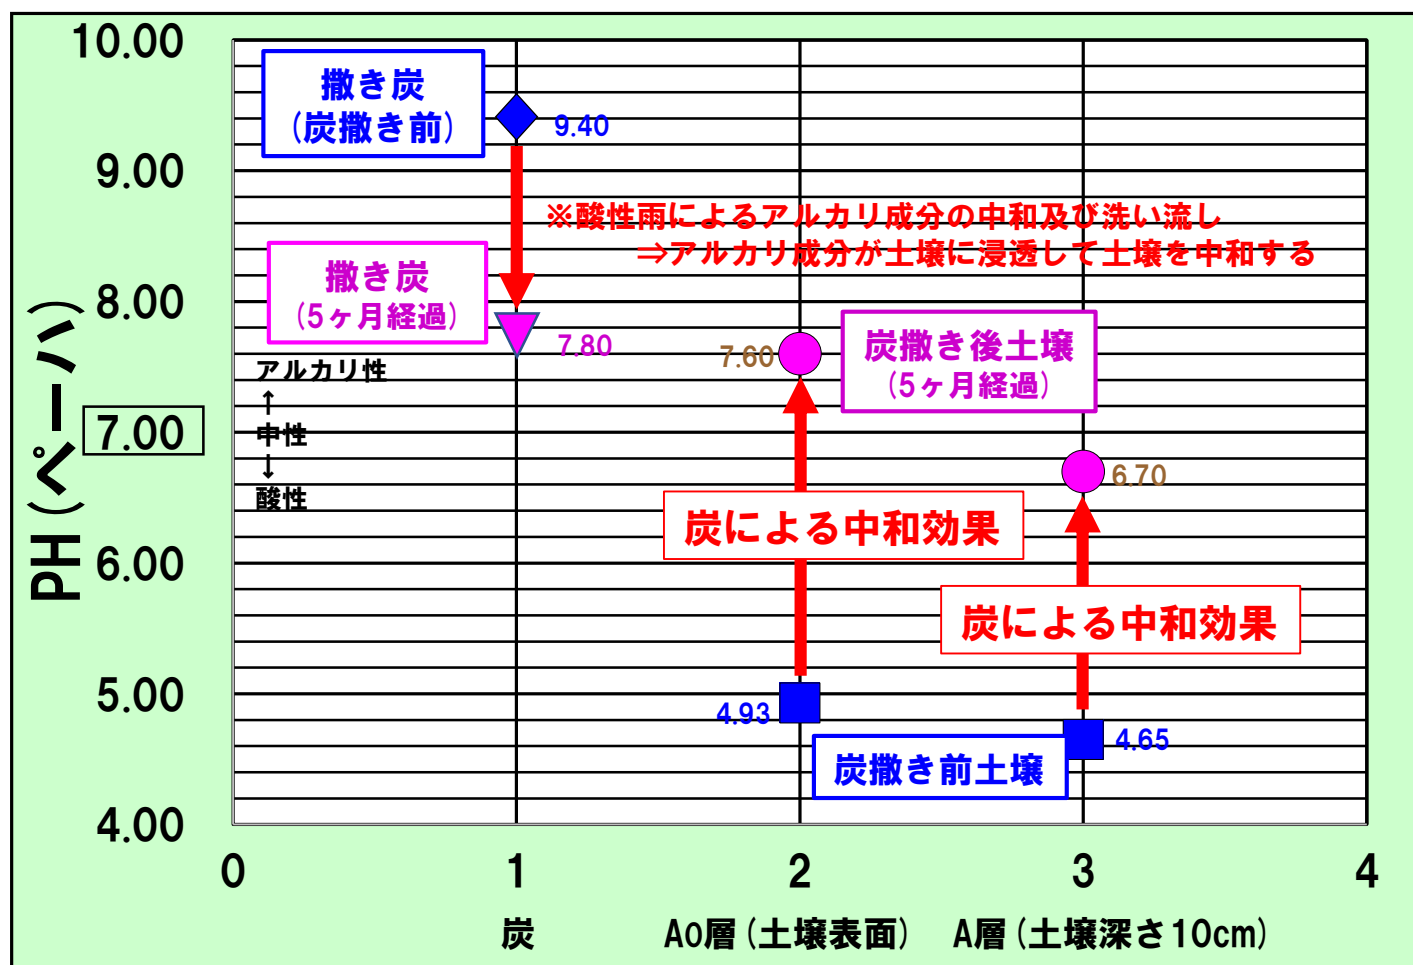 10.00
9.00
8.00
7.00
6.00
5.00
4.00
PH(ペーハ)
撒き炭
(炭撒き前)
9.40
※酸性雨によるアルカリ成分の中和及び洗い流し
⇒アルカリ成分が土壌に浸透して土壌を中和する
撒き炭
(5ヶ月経過)
7.80
アルカリ性
↑
中性
↓
酸性
7.60
炭撒き後土壌
(5ヶ月経過)
6.70
炭による中和効果
炭による中和効果
4.93
炭撒き前土壌
4.65
0 1 2 3 4
炭 A0層(土壌表面) A層(土壌深さ10cm)